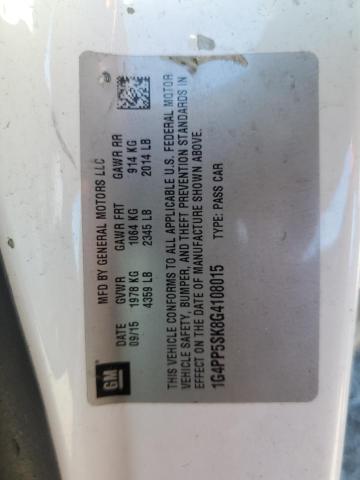 GM
MFD BY GENERAL MOTORS LLC
DATE GVWR GAWR FRT GAWR RR
09/15 1978 KG 1064 KG 914 KG
4359 LB 2345 LB 2014 LB
THIS VEHICLE CONFORMS TO ALL APPLICABLE U.S. FEDERAL MOTOR
VEHICLE SAFETY, BUMPER, AND THEFT PREVENTION STANDARDS IN
EFFECT ON THE DATE OF MANUFACTURE SHOWN ABOVE.
1G4PP5SK8G4108015 TYPE: PASS CAR